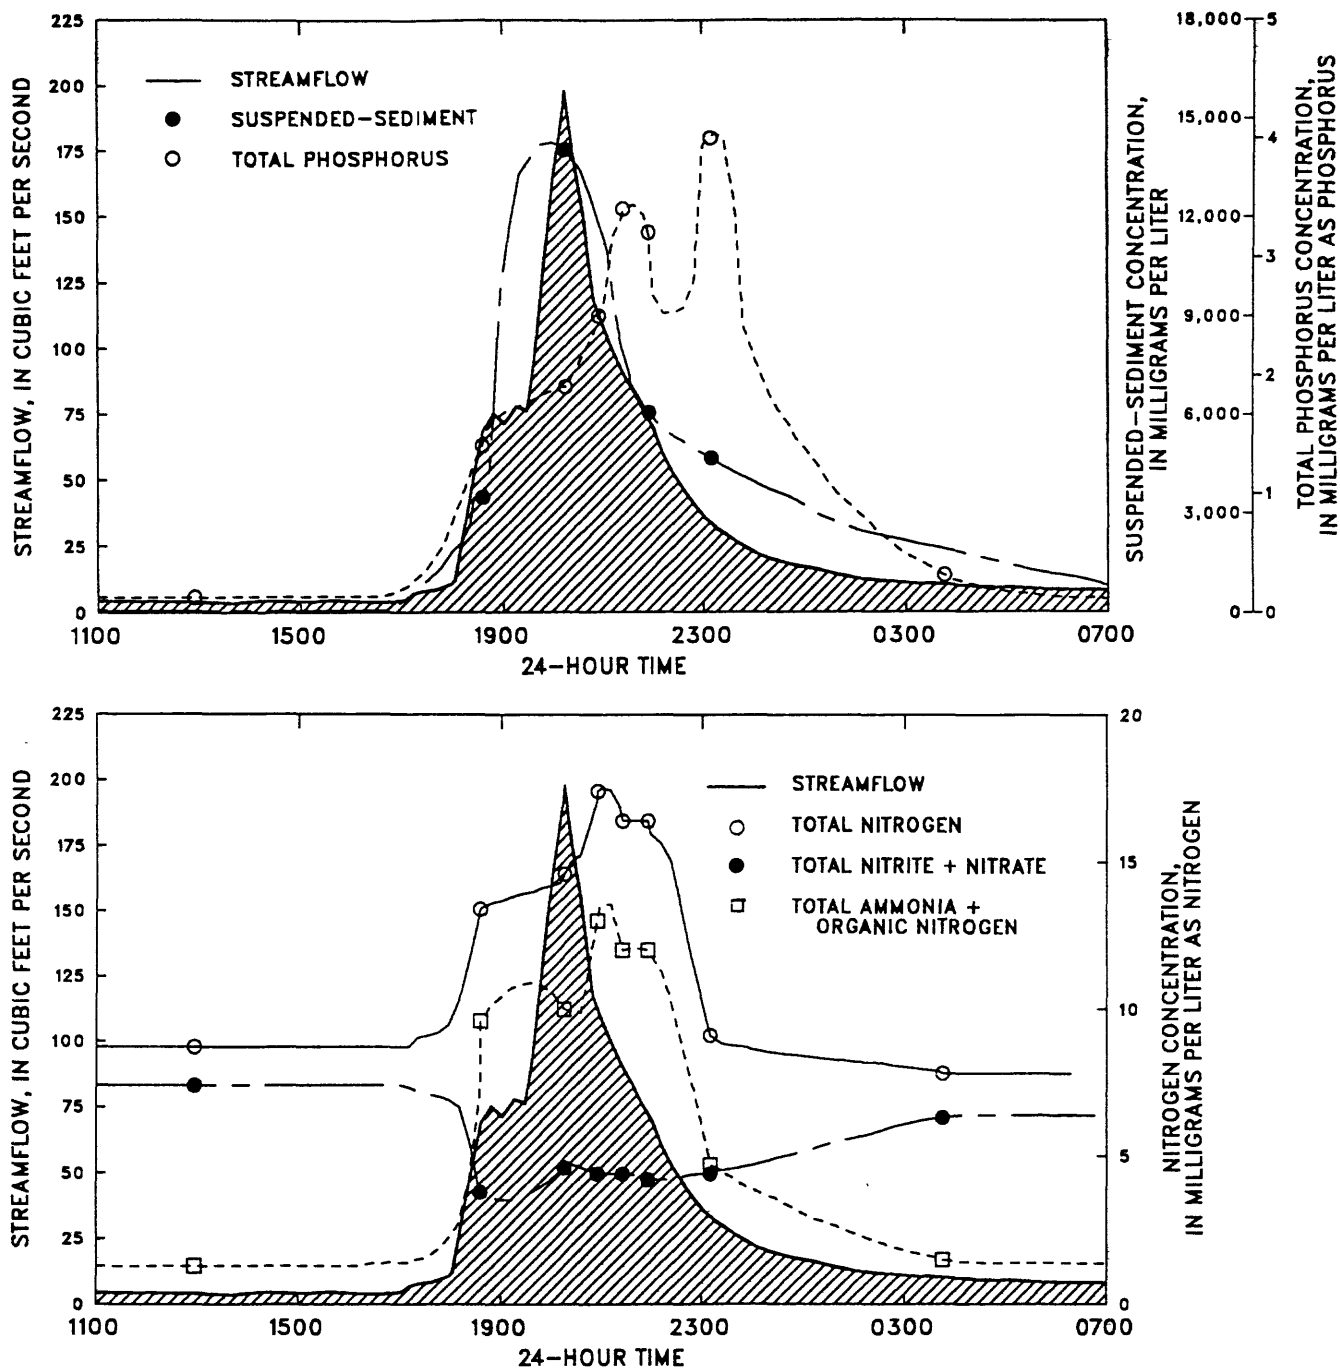 225
200
175
150
125
100
75
50
25
0
STREAMFLOW, IN CUBIC FEET PER SECOND
STREAMFLOW
SUSPENDED-SEDIMENT
TOTAL PHOSPHORUS
1100 1500 1900 2300 0300 0700
24-HOUR TIME
18,000
15,000
12,000
9,000
6,000
3,000
0
SUSPENDED-SEDIMENT CONCENTRATION,
IN MILLIGRAMS PER LITER
5
4
3
2
1
0
TOTAL PHOSPHORUS CONCENTRATION,
IN MILLIGRAMS PER LITER AS PHOSPHORUS
225
200
175
150
125
100
75
50
25
0
STREAMFLOW, IN CUBIC FEET PER SECOND
STREAMFLOW
TOTAL NITROGEN
TOTAL NITRITE + NITRATE
TOTAL AMMONIA +
ORGANIC NITROGEN
1100 1500 1900 2300 0300 0700
24-HOUR TIME
20
15
10
5
0
NITROGEN CONCENTRATION,
IN MILLIGRAMS PER LITER AS NITROGEN